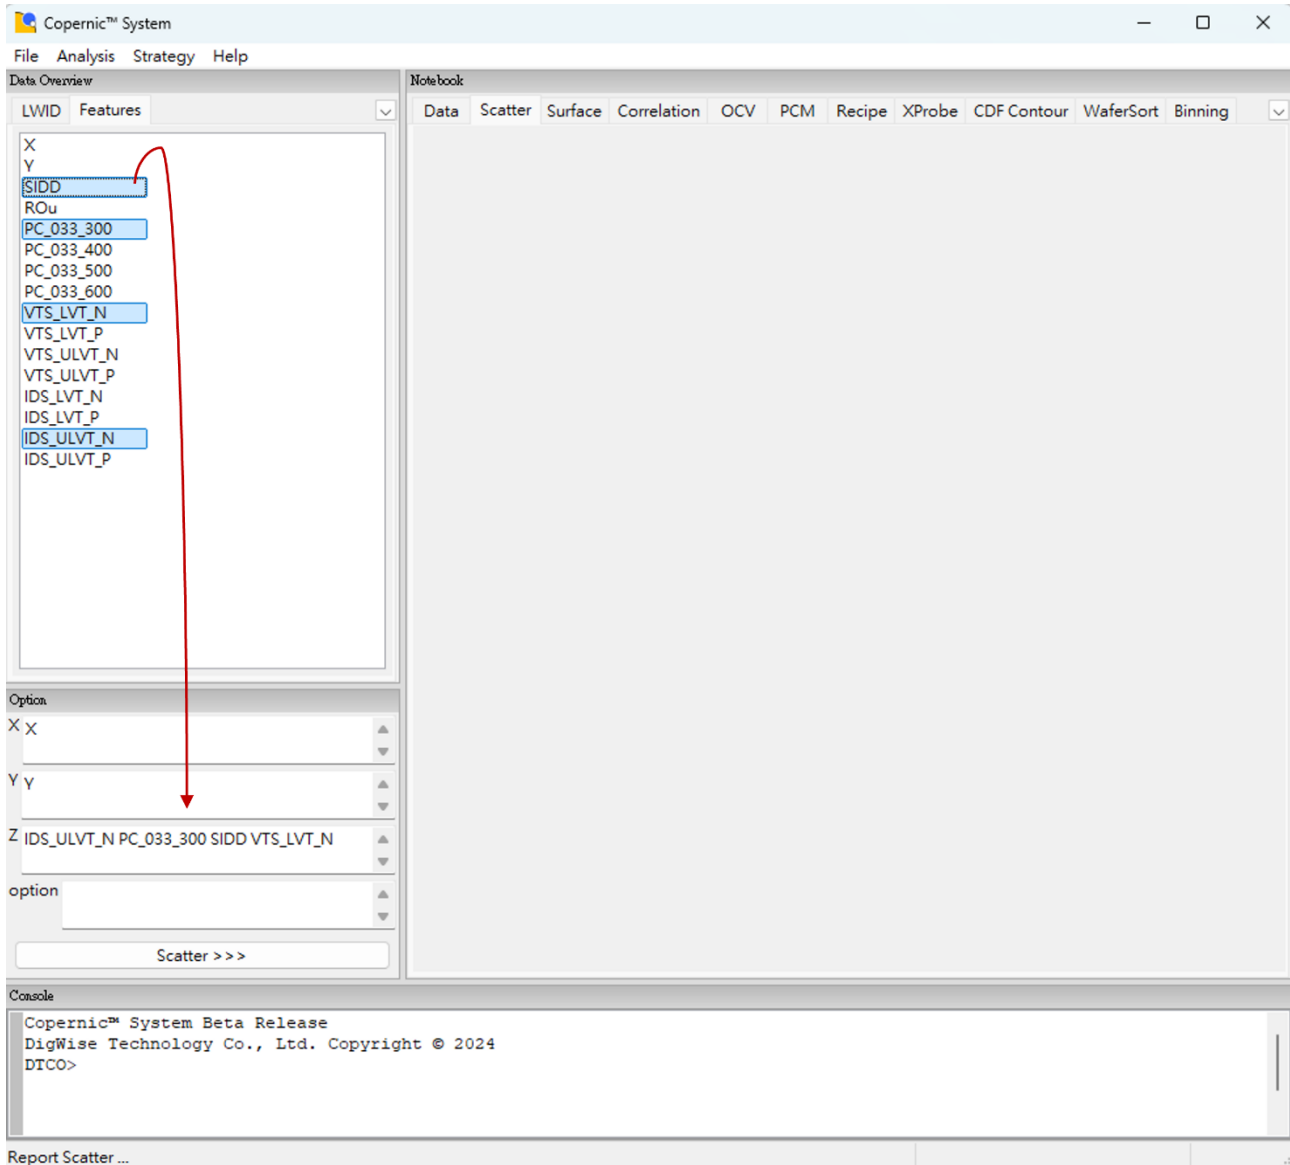 Copernic™ System
File Analysis Strategy Help
Data Overview
LWID Features
X
Y
SIDD
ROu
PC_033_300
PC_033_400
PC_033_500
PC_033_600
VTS_LVT_N
VTS_LVT_P
VTS_ULVT_N
VTS_ULVT_P
IDS_LVT_N
IDS_LVT_P
IDS_ULVT_N
IDS_ULVT_P
Option
X X
Y Y
Z IDS_ULVT_N PC_033_300 SIDD VTS_LVT_N
option
Scatter >>>
Notebook
Data Scatter Surface Correlation OCV PCM Recipe XProbe CDF Contour WaferSort Binning
Console
Copernic™ System Beta Release
DigWise Technology Co., Ltd. Copyright © 2024
DTCO>
Report Scatter ...